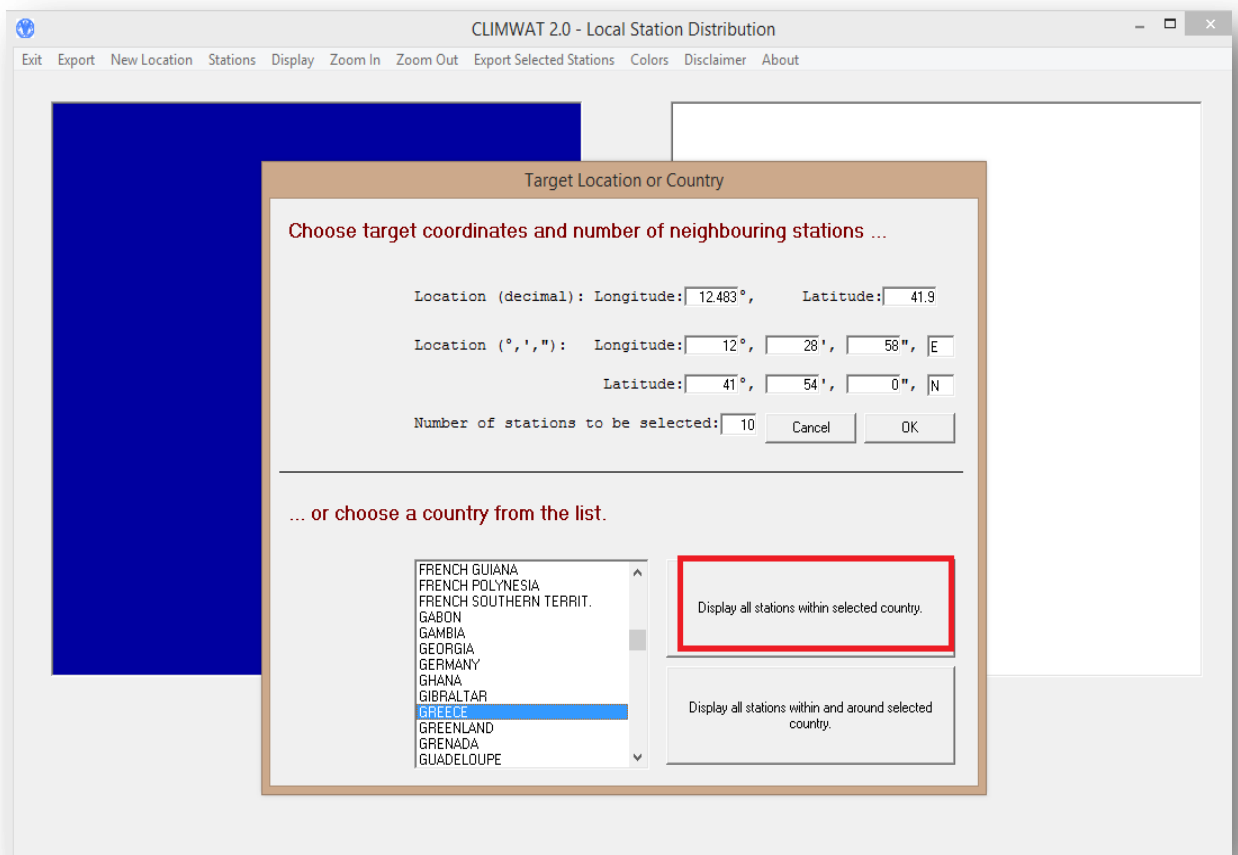 CLIMWAT 2.0 - Local Station Distribution
Exit Export New Location Stations Display Zoom In Zoom Out Export Selected Stations Colors Disclaimer About
Target Location or Country
Choose target coordinates and number of neighbouring stations ...
Location (decimal): Longitude: 12.483°, Latitude: 41.9
Location (°,',"): Longitude: 12°, 28', 58", E
Latitude: 41°, 54', 0", N
Number of stations to be selected: 10 Cancel OK
... or choose a country from the list.
FRENCH GUIANA
FRENCH POLYNESIA
FRENCH SOUTHERN TERRIT.
GABON
GAMBIA
GEORGIA
GERMANY
GHANA
GIBRALTAR
GREECE
GREENLAND
GRENADA
GUADELOUPE
Display all stations within selected country.
Display all stations within and around selected
country.